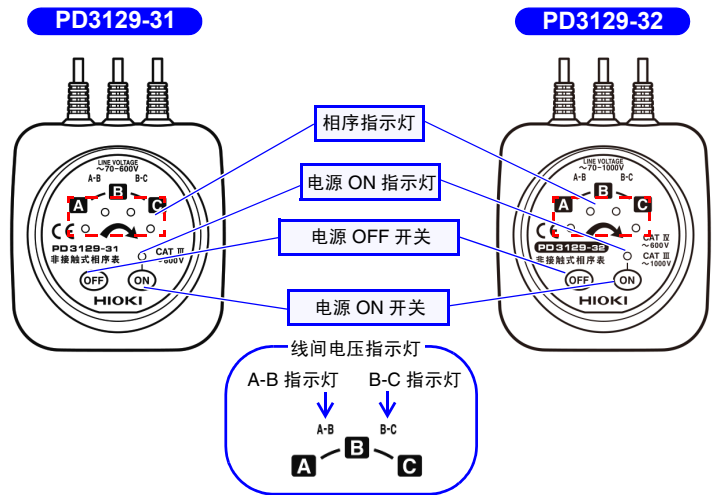 PD3129-31
PD3129-32
LINE VOLTAGE
～70-600V
A-B B-C
A B C
CE
PD3129-31
非接触式相序表
CAT III
～600V
OFF ON
HIOKI
相序指示灯
电源 ON 指示灯
电源 OFF 开关
电源 ON 开关
LINE VOLTAGE
～70-1000V
A-B B-C
A B C
CE
PD3129-32
非接触式相序表
CAT IV
～600V
CAT III
～1000V
OFF ON
HIOKI
线间电压指示灯
A-B 指示灯 B-C 指示灯
A-B B-C
A B C